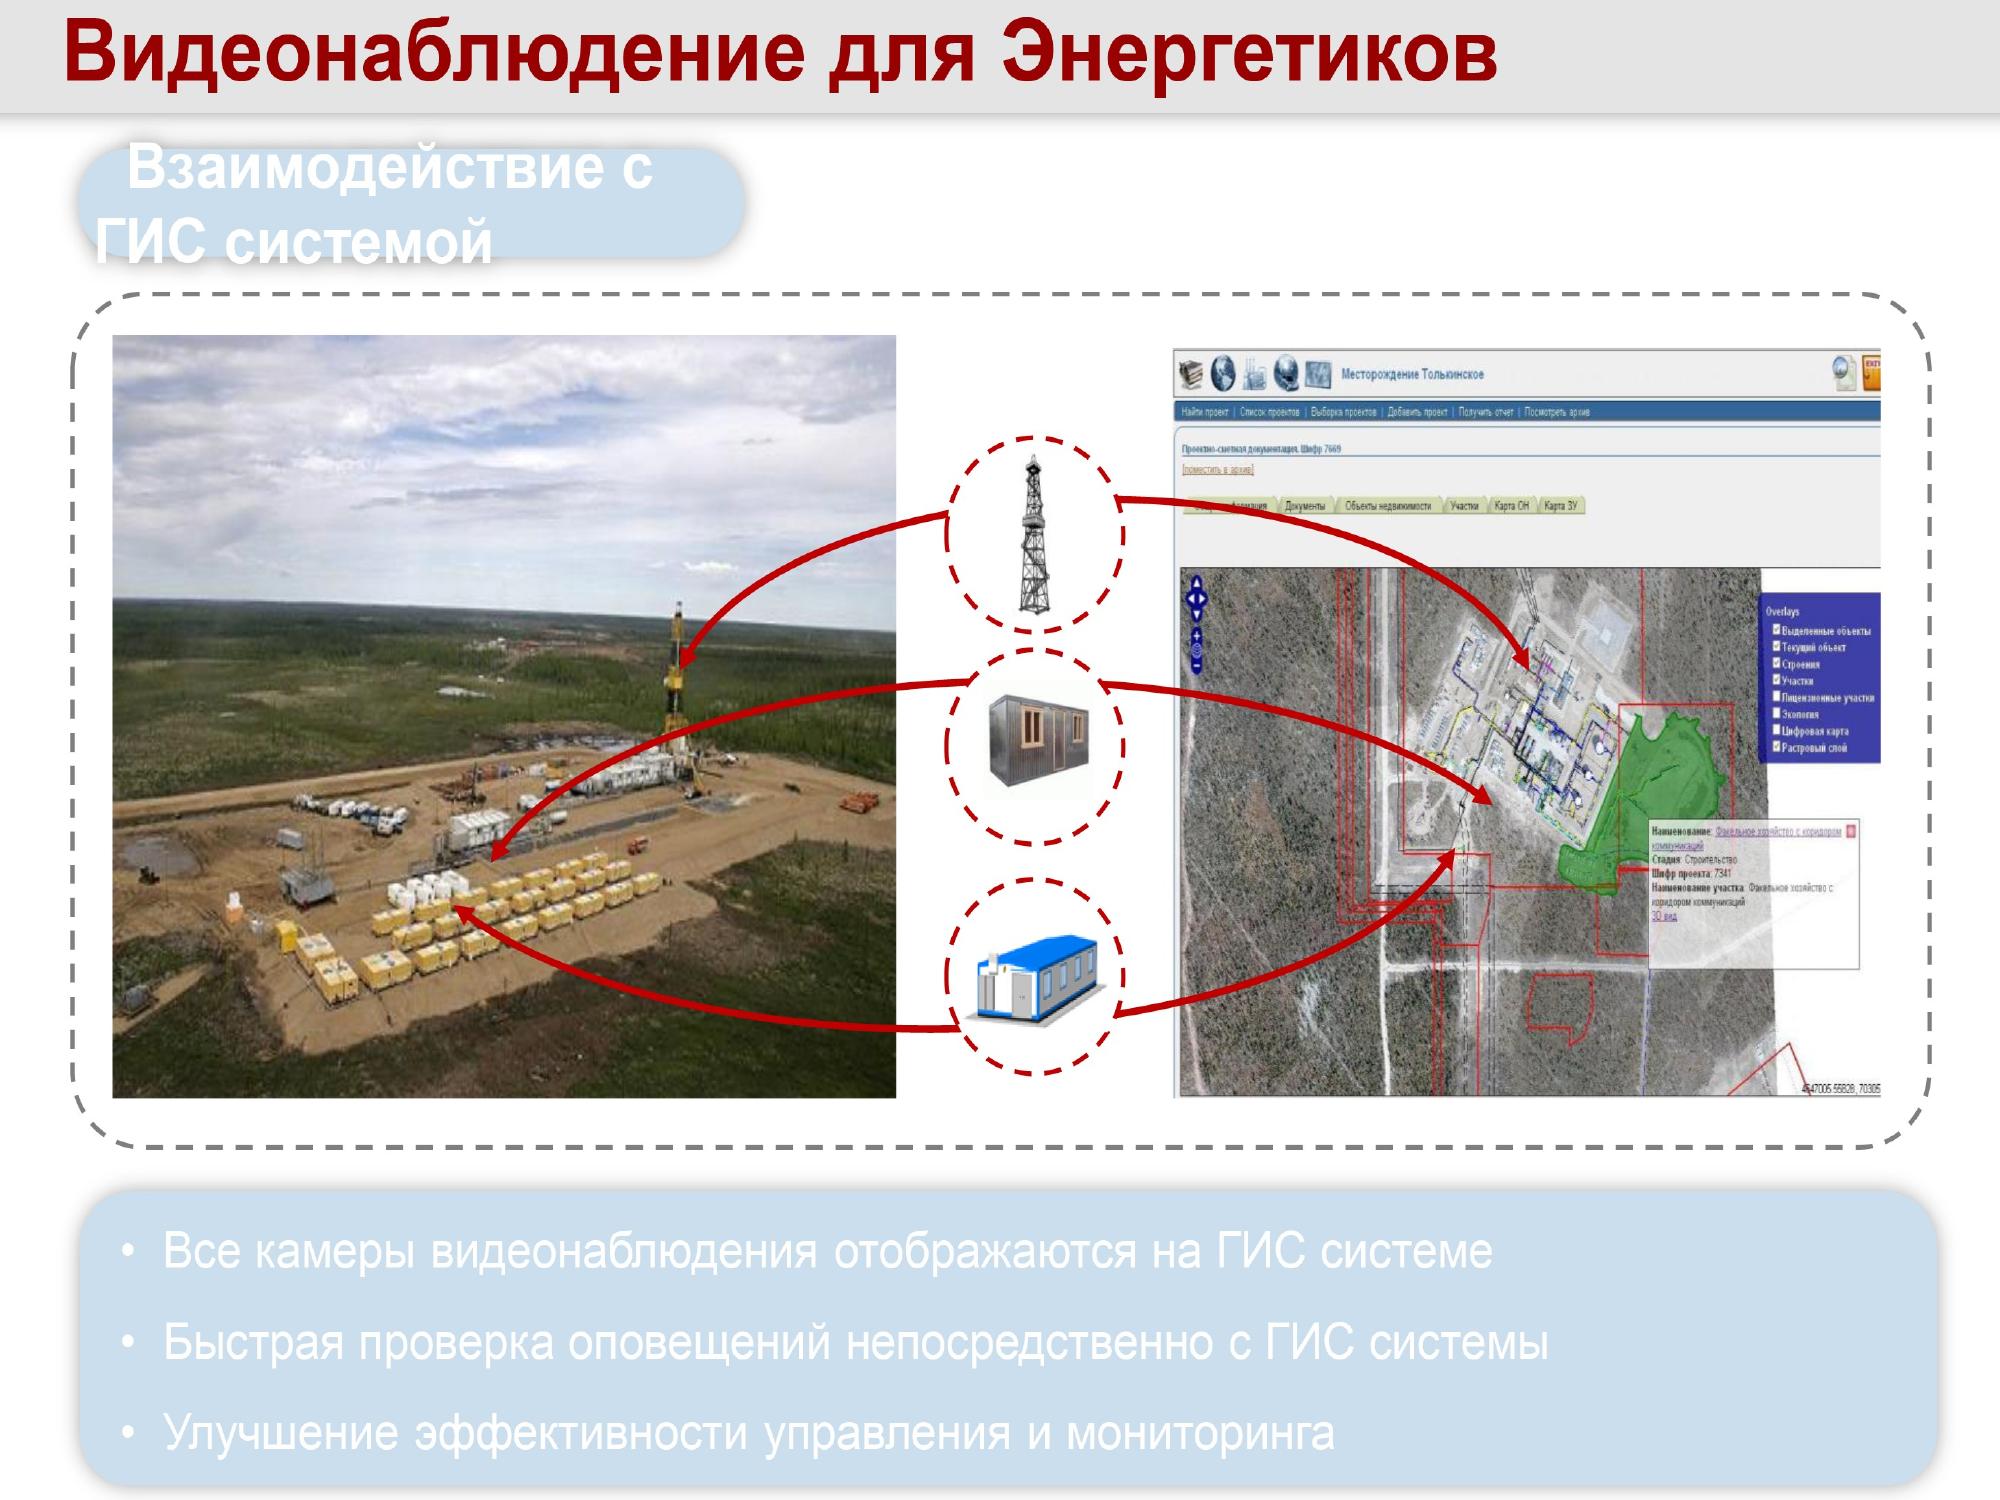 Видеонаблюдение для Энергетиков
Взаимодействие с
ГИС системой
Месторождение Толькинское
Найти проект | Список проектов | Выборка проектов | Добавить проект | Получить отчет | Посмотреть архив
Проектно-сметная документация. Шифр 7669
[поместить в архив]
Документы Объекты недвижимости Участки Карта ОН Карта ЗУ
Overlays
Выделенные объекты
Текущий объект
Строения
Участки
Лицензионные участки
Экология
Цифровая карта
Растровый слой
Наименование: Факельное хозяйство с коридором
коммуникаций
Стадия: Строительство
Шифр проекта: 7341
Наименование участка: Факельное хозяйство с
коридором коммуникаций
3D вид
4547005.55828, 70305
• Все камеры видеонаблюдения отображаются на ГИС системе
• Быстрая проверка оповещений непосредственно с ГИС системы
• Улучшение эффективности управления и мониторинга